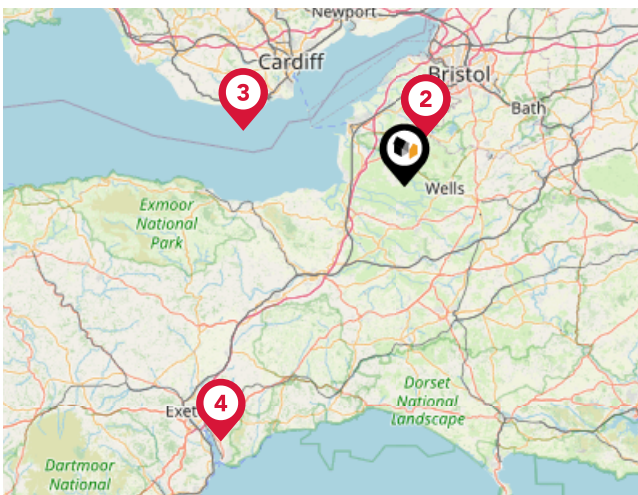 Newport
Cardiff
Bristol
3
2
Bath
Wells
Exmoor
National
Park
4
Exet
Dorset
National
Landscape
Dartmoor
National